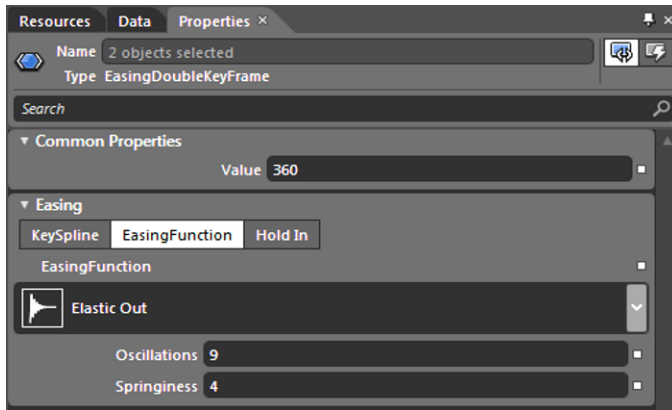 Resources Data Properties ×
Name 2 objects selected
Type EasingDoubleKeyFrame
Search
Common Properties
Value 360
Easing
KeySpline EasingFunction Hold In
EasingFunction
Elastic Out
Oscillations 9
Springiness 4